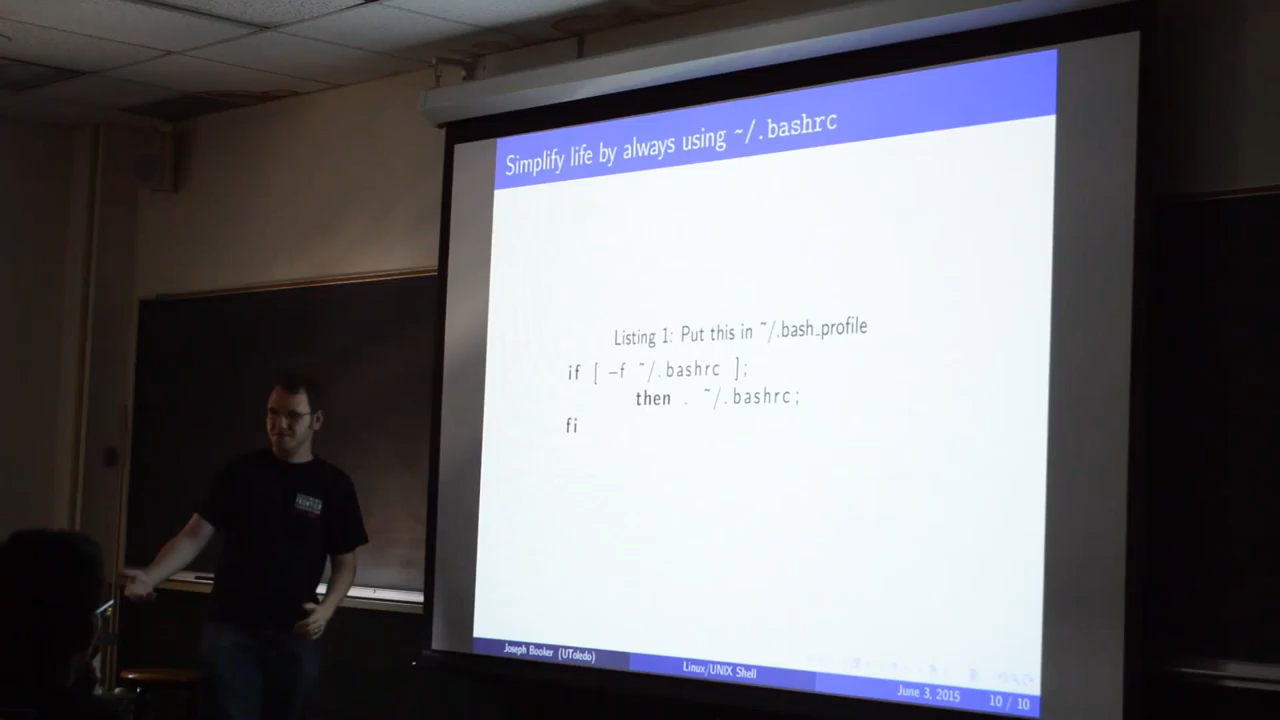 Simplify life by always using ~/.bashrc
Listing 1: Put this in ~/.bash_profile
if [ -f ~/.bashrc ];
then . ~/.bashrc;
fi
FRONTIER
Joseph Booker (UToledo)
Linux/UNIX Shell
June 3, 2015
10 / 10